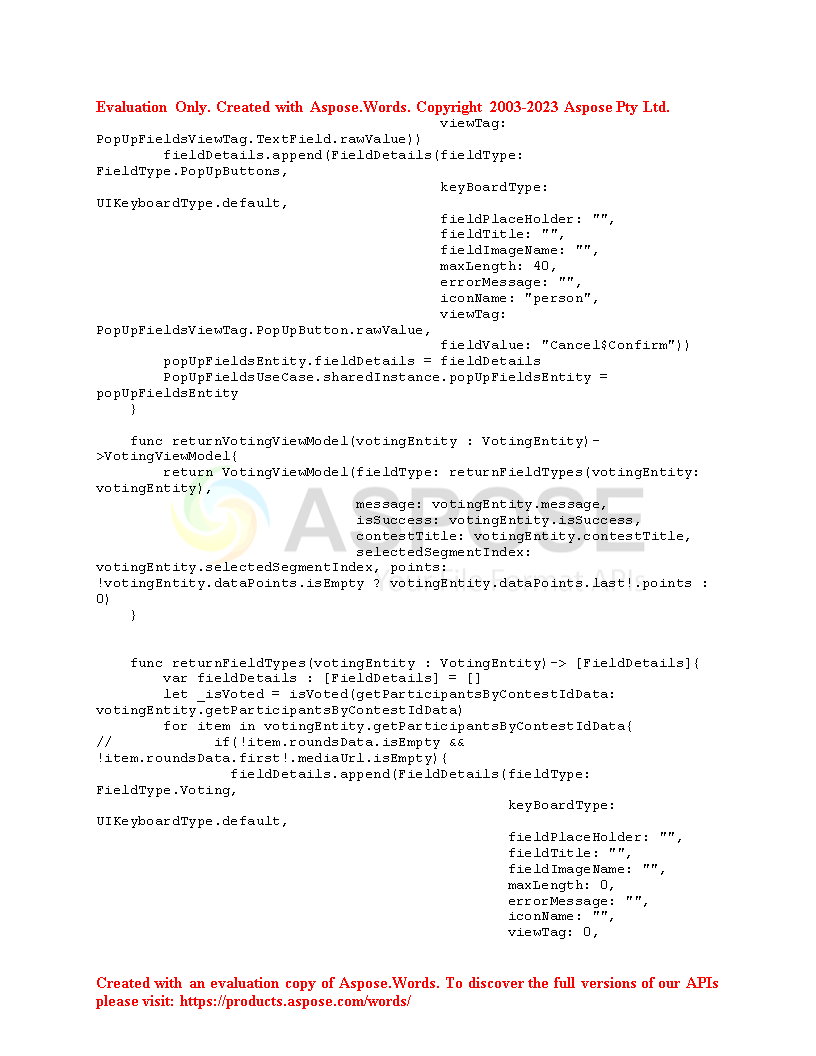 Evaluation Only. Created with Aspose.Words. Copyright 2003-2023 Aspose Pty Ltd.
viewTag:
PopUpFieldsViewTag.TextField.rawValue))
fieldDetails.append(FieldDetails(fieldType:
FieldType.PopUpButtons,
keyBoardType:
UIKeyboardType.default,
fieldPlaceHolder: "",
fieldTitle: "",
fieldImageName: "",
maxLength: 40,
errorMessage: "",
iconName: "person",
viewTag:
PopUpFieldsViewTag.PopUpButton.rawValue,
fieldValue: "Cancel$Confirm"))
popUpFieldsEntity.fieldDetails = fieldDetails
PopUpFieldsUseCase.sharedInstance.popUpFieldsEntity =
popUpFieldsEntity
}
func returnVotingViewModel(votingEntity : VotingEntity)-
>VotingViewModel{
return VotingViewModel(fieldType: returnFieldTypes(votingEntity:
votingEntity),
message: votingEntity.message,
isSuccess: votingEntity.isSuccess,
contestTitle: votingEntity.contestTitle,
selectedSegmentIndex:
votingEntity.selectedSegmentIndex, points:
!votingEntity.dataPoints.isEmpty ? votingEntity.dataPoints.last!.points :
0)
}
ASPOSE
Your File Format APIs
func returnFieldTypes(votingEntity : VotingEntity)-> [FieldDetails]{
var fieldDetails : [FieldDetails] = []
let _isVoted = isVoted(getParticipantsByContestIdData:
votingEntity.getParticipantsByContestIdData)
for item in votingEntity.getParticipantsByContestIdData{
// if(!item.roundsData.isEmpty &&
!item.roundsData.first!.mediaUrl.isEmpty){
fieldDetails.append(FieldDetails(fieldType:
FieldType.Voting,
keyBoardType:
UIKeyboardType.default,
fieldPlaceHolder: "",
fieldTitle: "",
fieldImageName: "",
maxLength: 0,
errorMessage: "",
iconName: "",
viewTag: 0,
Created with an evaluation copy of Aspose.Words. To discover the full versions of our APIs
please visit: https://products.aspose.com/words/